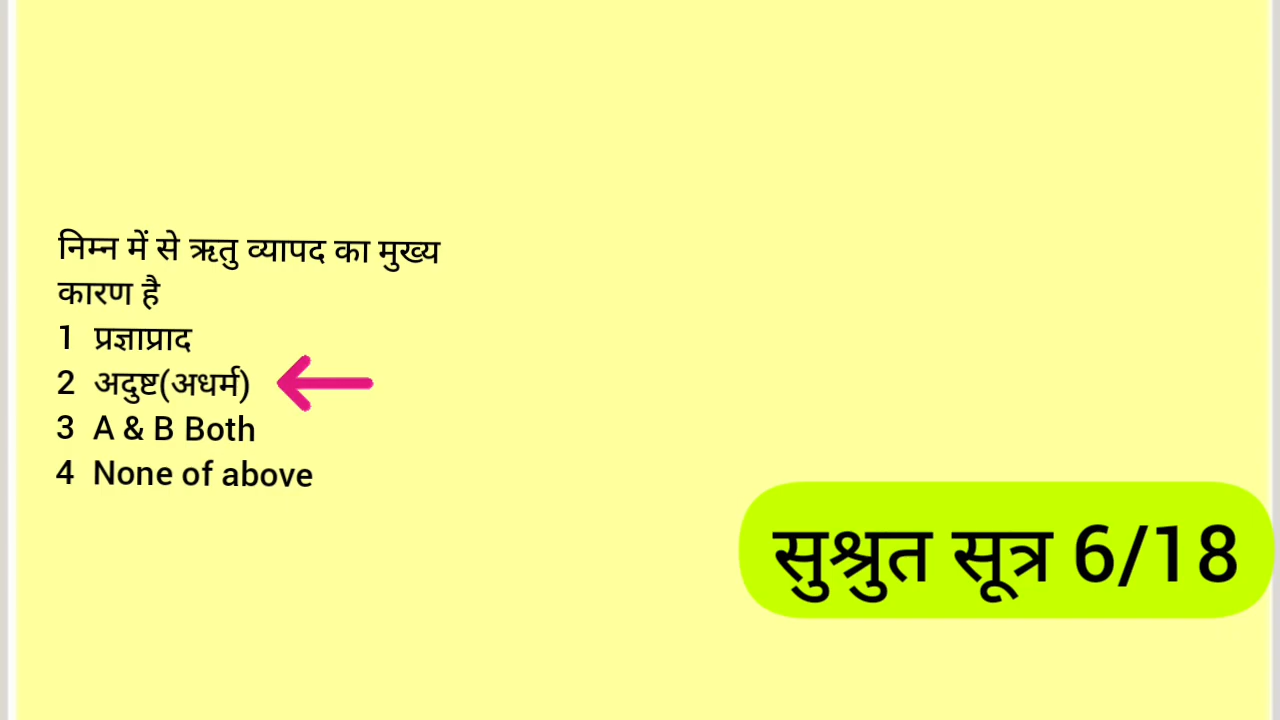 निम्न में से ऋतु व्यापद का मुख्य
कारण है
1 प्रज्ञाप्राद
2 अदुष्ट(अधर्म)
3 A & B Both
4 None of above
सुश्रुत सूत्र 6/18